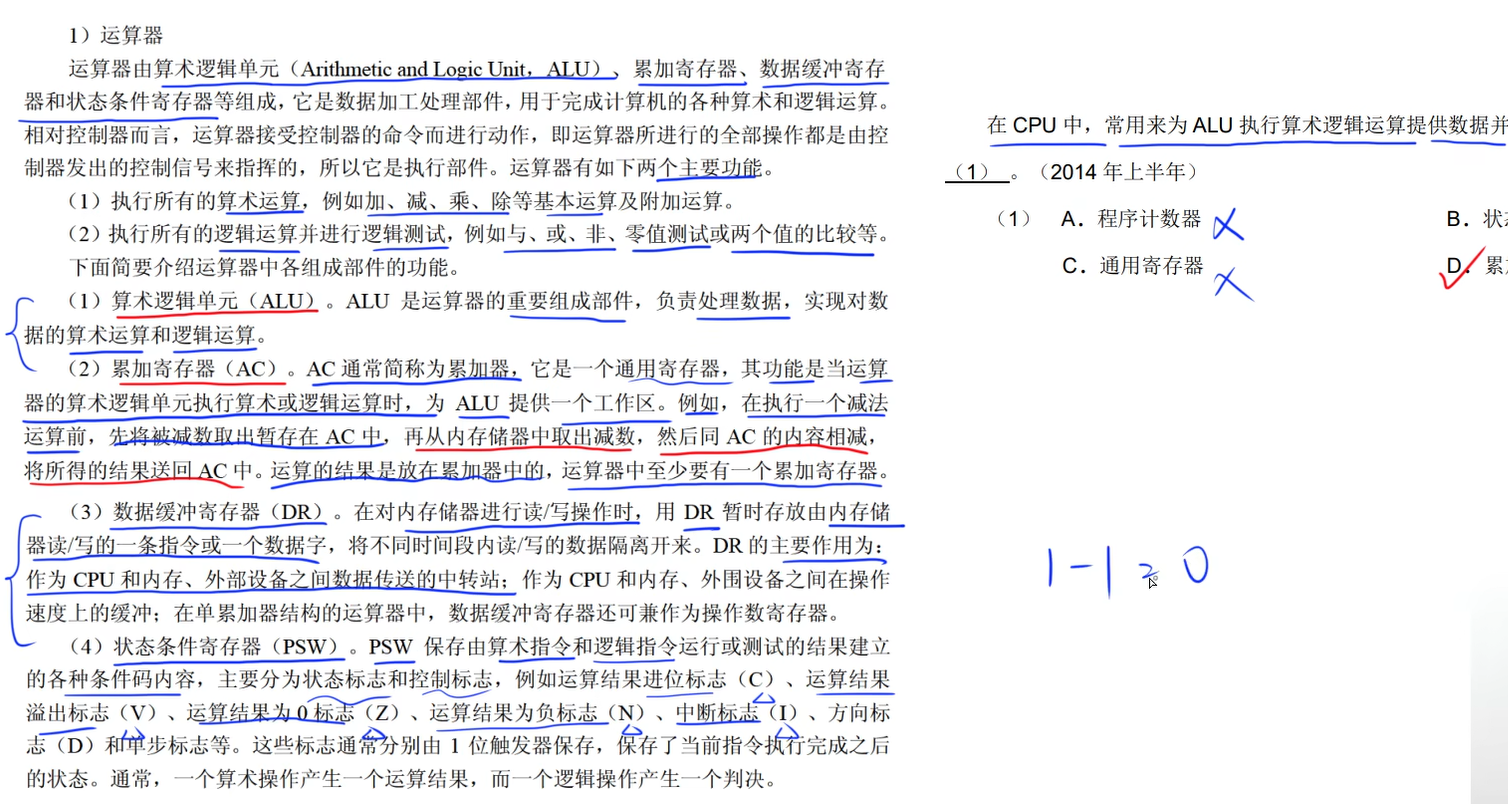 1）运算器
运算器由算术逻辑单元（Arithmetic and Logic Unit，ALU）、累加寄存器、数据缓冲寄存
器和状态条件寄存器等组成，它是数据加工处理部件，用于完成计算机的各种算术和逻辑运算。
相对控制器而言，运算器接受控制器的命令而进行动作，即运算器所进行的全部操作都是由控
制器发出的控制信号来指挥的，所以它是执行部件。运算器有如下两个主要功能。
（1）执行所有的算术运算，例如加、减、乘、除等基本运算及附加运算。
（2）执行所有的逻辑运算并进行逻辑测试，例如与、或、非、零值测试或两个值的比较等。
下面简要介绍运算器中各组成部件的功能。
（1）算术逻辑单元（ALU）。ALU 是运算器的重要组成部件，负责处理数据，实现对数
据的算术运算和逻辑运算。
（2）累加寄存器（AC）。AC 通常简称为累加器，它是一个通用寄存器，其功能是当运算
器的算术逻辑单元执行算术或逻辑运算时，为 ALU 提供一个工作区。例如，在执行一个减法
运算前，先将被减数取出暂存在 AC 中，再从内存储器中取出减数，然后同 AC 的内容相减，
将所得的结果送回 AC 中。运算的结果是放在累加器中的，运算器中至少要有一个累加寄存器。
（3）数据缓冲寄存器（DR）。在对内存储器进行读/写操作时，用 DR 暂时存放由内存储
器读/写的一条指令或一个数据字，将不同时间段内读/写的数据隔离开来。DR 的主要作用为：
作为 CPU 和内存、外部设备之间数据传送的中转站；作为 CPU 和内存、外围设备之间在操作
速度上的缓冲；在单累加器结构的运算器中，数据缓冲寄存器还可兼作为操作数寄存器。
（4）状态条件寄存器（PSW）。PSW 保存由算术指令和逻辑指令运行或测试的结果建立
的各种条件码内容，主要分为状态标志和控制标志，例如运算结果进位标志（C）、运算结果
溢出标志（V）、运算结果为 0 标志（Z）、运算结果为负标志（N）、中断标志（I）、方向标
志（D）和单步标志等。这些标志通常分别由 1 位触发器保存，保存了当前指令执行完成之后
的状态。通常，一个算术操作产生一个运算结果，而一个逻辑操作产生一个判决。
在 CPU 中，常用来为 ALU 执行算术逻辑运算提供数据并
（1）。（2014 年上半年）
（1） A．程序计数器 B．状
C．通用寄存器 D．累
1-1=0